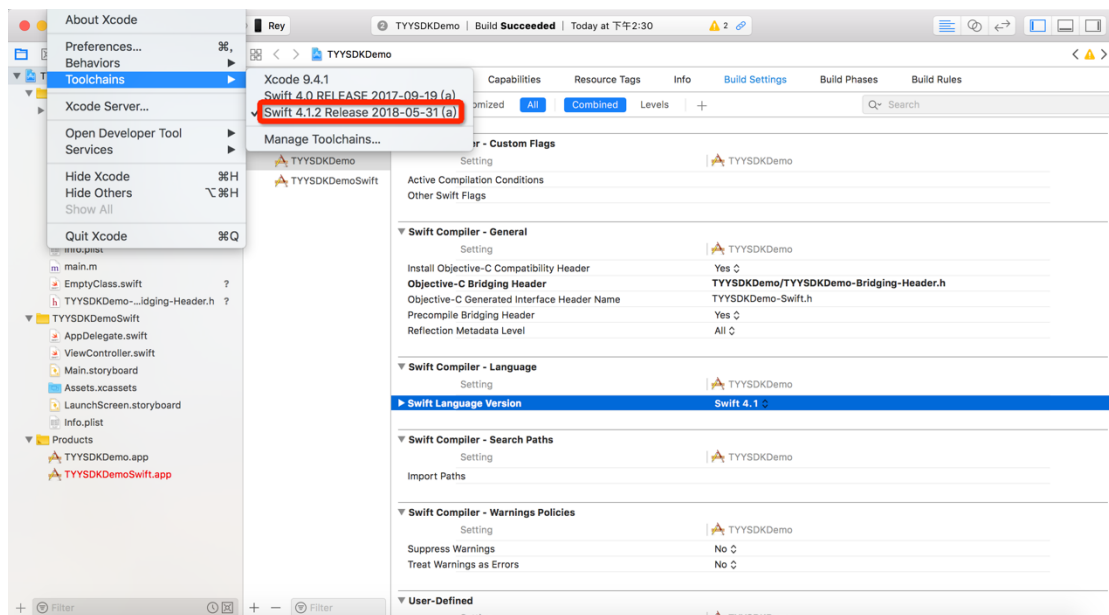 About Xcode
Preferences... ⌘,
Behaviors
Toolchains
Xcode Server...
Open Developer Tool
Services
Hide Xcode ⌘H
Hide Others ⌥⌘H
Show All
Quit Xcode ⌘Q
Xcode 9.4.1
Swift 4.0 RELEASE 2017-09-19 (a)
Swift 4.1.2 Release 2018-05-31 (a)
Manage Toolchains...
Rey
2 TYYSDKDemo | Build Succeeded | Today at 下午2:30
2
TYYSDKDemo
Capabilities Resource Tags Info Build Settings Build Phases Build Rules
All Combined Levels + Search
- Custom Flags
Setting TYYSDKDemo
Active Compilation Conditions
Other Swift Flags
Swift Compiler - General
Setting TYYSDKDemo
Install Objective-C Compatibility Header Yes
Objective-C Bridging Header TYYSDKDemo/TYYSDKDemo-Bridging-Header.h
Objective-C Generated Interface Header Name TYYSDKDemo-Swift.h
Precompile Bridging Header Yes
Reflection Metadata Level All
Swift Compiler - Language
Setting TYYSDKDemo
Swift Language Version Swift 4.1
Swift Compiler - Search Paths
Setting TYYSDKDemo
Import Paths
Swift Compiler - Warnings Policies
Setting TYYSDKDemo
Suppress Warnings No
Treat Warnings as Errors No
User-Defined
TYYSDKDemo
TYYSDKDemoSwift
Info.plist
m main.m
EmptyClass.swift ?
h TYYSDKDemo-...idging-Header.h ?
TYYSDKDemoSwift
AppDelegate.swift
ViewController.swift
Main.storyboard
Assets.xcassets
LaunchScreen.storyboard
Info.plist
Products
TYYSDKDemo.app
TYYSDKDemoSwift.app
+ Filter
+ − Filter